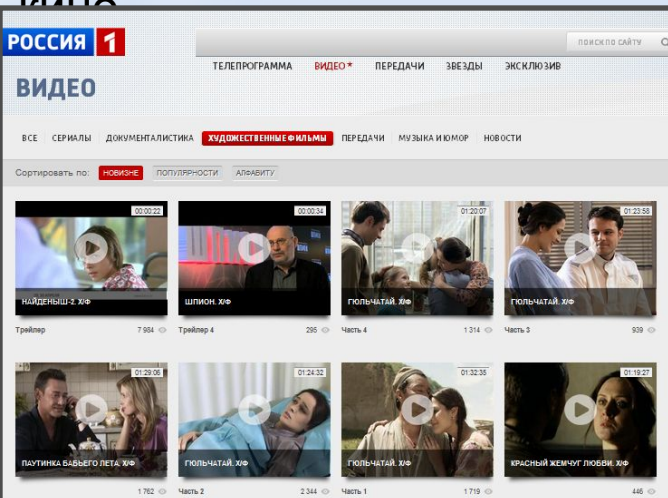 КИНО
РОССИЯ 1
ПОИСК ПО САЙТУ
ТЕЛЕПРОГРАММА ВИДЕО* ПЕРЕДАЧИ ЗВЕЗДЫ ЭКСКЛЮЗИВ
ВИДЕО
ВСЕ СЕРИАЛЫ ДОКУМЕНТАЛИСТИКА ХУДОЖЕСТВЕННЫЕ ФИЛЬМЫ ПЕРЕДАЧИ МУЗЫКА И ЮМОР НОВОСТИ
Сортировать по: НОВИЗНЕ ПОПУЛЯРНОСТИ АЛФАВИТУ
00:00:22 00:00:34 01:20:07 01:23:58
НАЙДЕНЫШ-2. Х/Ф ШПИОН. Х/Ф ГЮЛЬЧАТАЙ. Х/Ф ГЮЛЬЧАТАЙ. Х/Ф
Трейлер 7 984 Трейлер 4 295 Часть 4 1 314 Часть 3 939
01:29:06 01:24:32 01:32:35 01:19:27
ПАУТИНКА БАБЬЕГО ЛЕТА. Х/Ф ГЮЛЬЧАТАЙ. Х/Ф ГЮЛЬЧАТАЙ. Х/Ф КРАСНЫЙ ЖЕМЧУГ ЛЮБВИ. Х/Ф
1 762 Часть 2 2 344 Часть 1 1 719 446